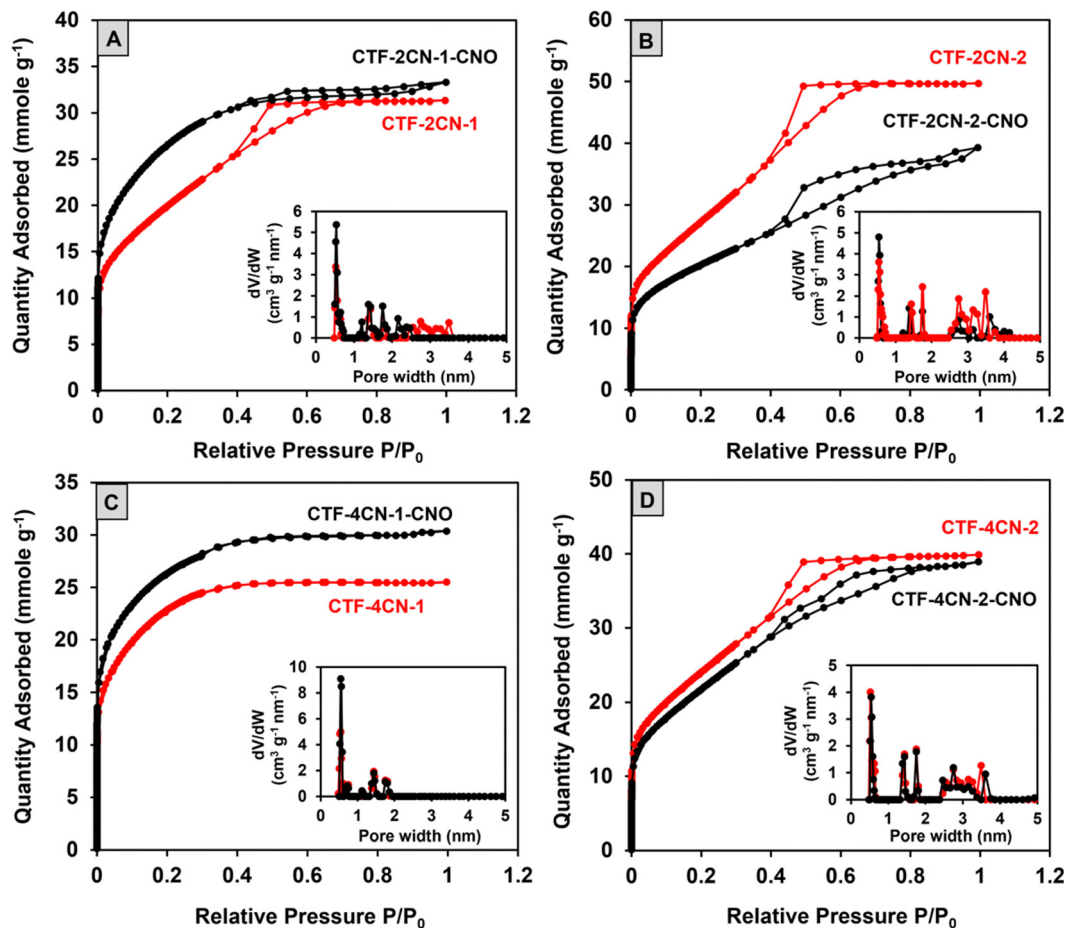 A
CTF-2CN-1-CNO
CTF-2CN-1
Quantity Adsorbed (mmole g⁻¹)
40
35
30
25
20
15
10
5
0
0 0.2 0.4 0.6 0.8 1 1.2
Relative Pressure P/P₀
dV/dW
(cm³ g⁻¹ nm⁻¹)
6
5
4
3
2
1
0
0 1 2 3 4 5
Pore width (nm)
B
CTF-2CN-2
CTF-2CN-2-CNO
Quantity Adsorbed (mmole g⁻¹)
60
50
40
30
20
10
0
0 0.2 0.4 0.6 0.8 1 1.2
Relative Pressure P/P₀
dV/dW
(cm³ g⁻¹ nm⁻¹)
6
5
4
3
2
1
0
0 1 2 3 4 5
Pore width (nm)
C
CTF-4CN-1-CNO
CTF-4CN-1
Quantity Adsorbed (mmole g⁻¹)
35
30
25
20
15
10
5
0
0 0.2 0.4 0.6 0.8 1 1.2
Relative Pressure P/P₀
dV/dW
(cm³ g⁻¹ nm⁻¹)
10
8
6
4
2
0
0 1 2 3 4 5
Pore width (nm)
D
CTF-4CN-2
CTF-4CN-2-CNO
Quantity Adsorbed (mmole g⁻¹)
50
40
30
20
10
0
0 0.2 0.4 0.6 0.8 1 1.2
Relative Pressure P/P₀
dV/dW
(cm³ g⁻¹ nm⁻¹)
5
4
3
2
1
0
0 1 2 3 4 5
Pore width (nm)